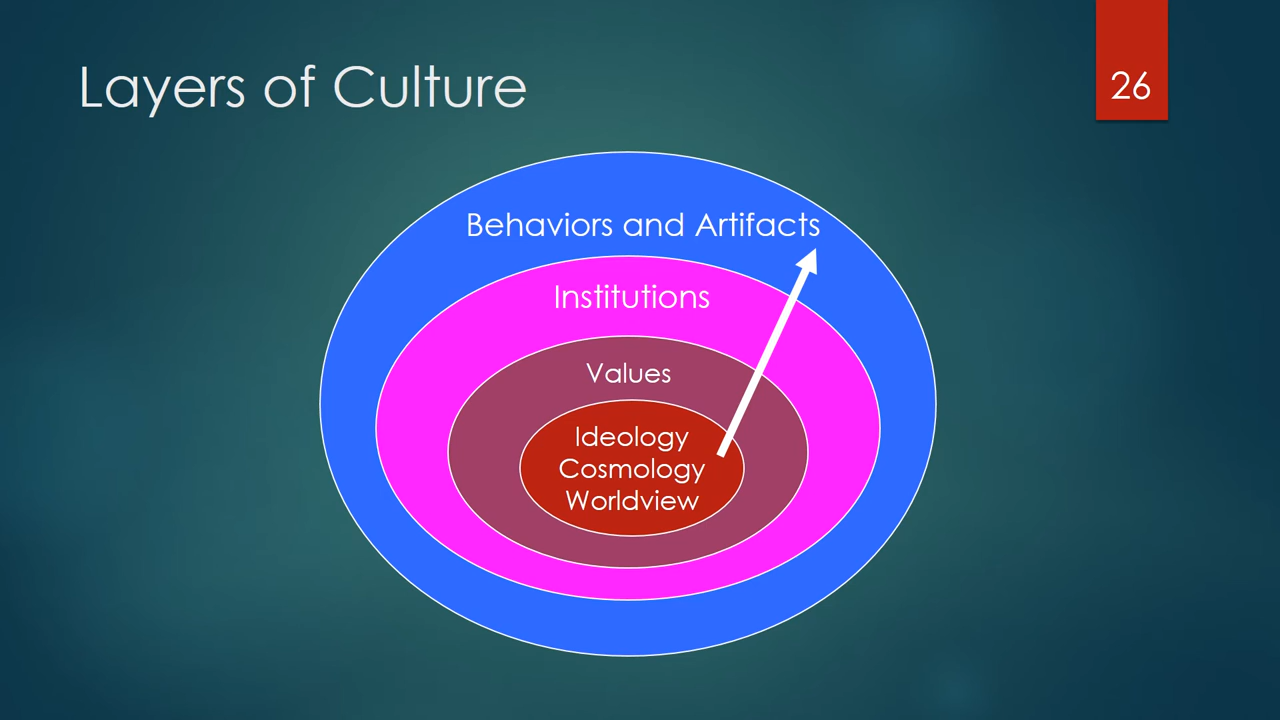 Layers of Culture
26
Behaviors and Artifacts
Institutions
Values
Ideology
Cosmology
Worldview